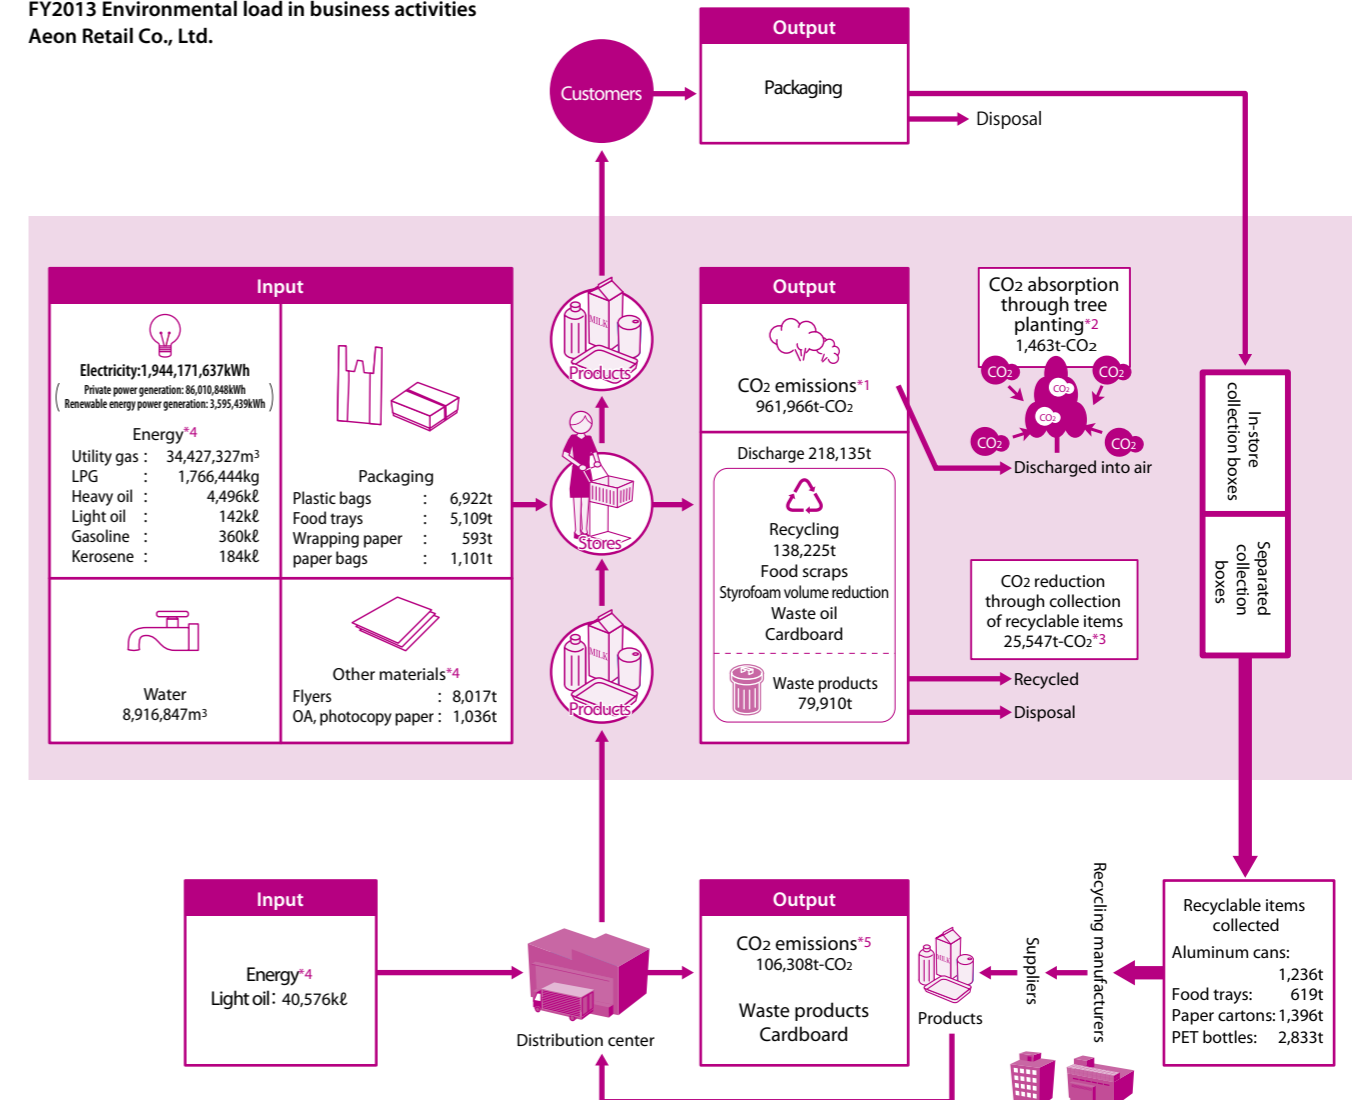 FY2013 Environmental load in business activities
Aeon Retail Co., Ltd.
Customers
Output
Packaging
Disposal
Input
Electricity:1,944,171,637kWh
(Private power generation: 86,010,848kWh
Renewable energy power generation: 3,595,439kWh)
Energy*4
Utility gas : 34,427,327m3
LPG : 1,766,444kg
Heavy oil : 4,496kℓ
Light oil : 142kℓ
Gasoline : 360kℓ
Kerosene : 184kℓ
Packaging
Plastic bags : 6,922t
Food trays : 5,109t
Wrapping paper : 593t
paper bags : 1,101t
Water
8,916,847m3
Other materials*4
Flyers : 8,017t
OA, photocopy paper : 1,036t
MILK
Products
Stores
MILK
Products
Output
CO2 emissions*1
961,966t-CO2
Discharge 218,135t
Recycling
138,225t
Food scraps
Styrofoam volume reduction
Waste oil
Cardboard
Waste products
79,910t
CO2 absorption
through tree
planting*2
1,463t-CO2
CO2
CO2
CO2
CO2
CO2
CO2
Discharged into air
CO2 reduction
through collection
of recyclable items
25,547t-CO2*3
Recycled
Disposal
In-store
collection boxes
Separated
collection
boxes
Input
Energy*4
Light oil: 40,576kℓ
Distribution center
Output
CO2 emissions*5
106,308t-CO2
Waste products
Cardboard
MILK
Products
Suppliers
Recycling manufacturers
Recyclable items
collected
Aluminum cans:
1,236t
Food trays: 619t
Paper cartons: 1,396t
PET bottles: 2,833t